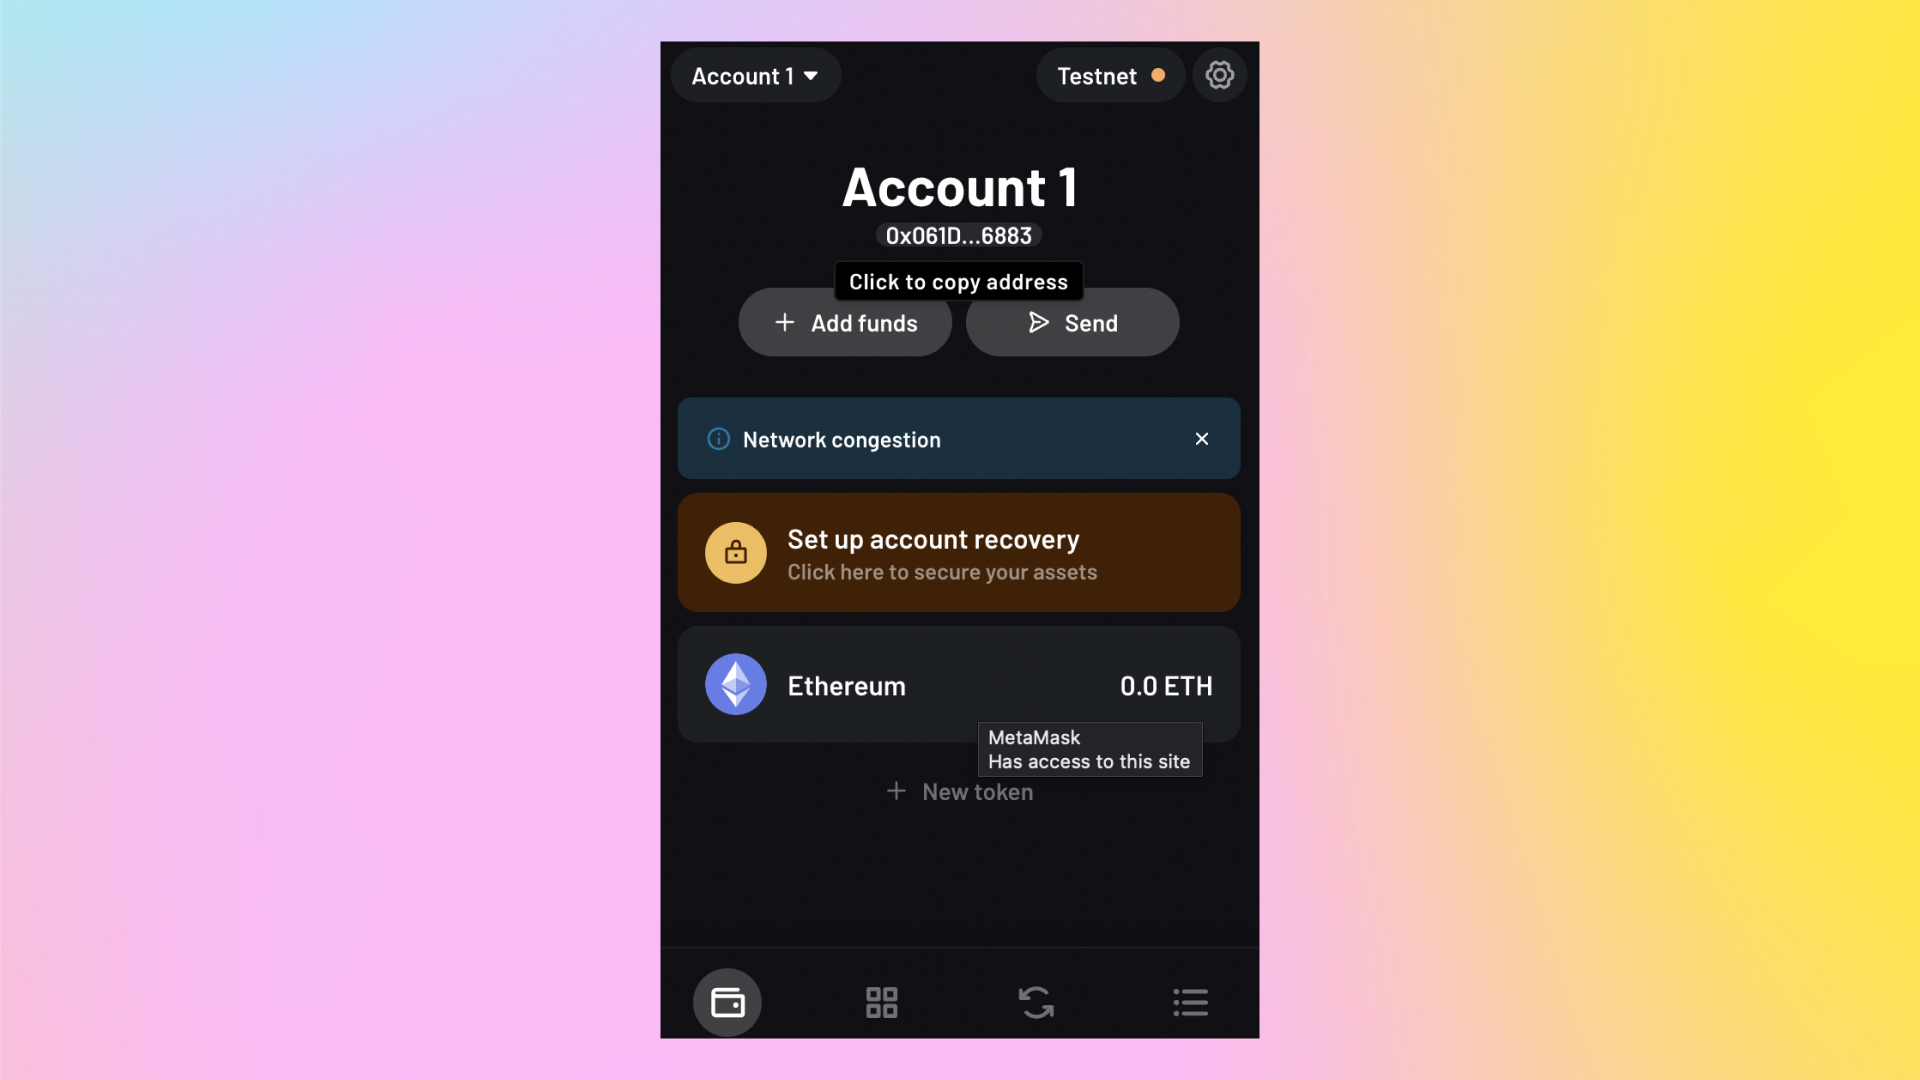 Account 1
Testnet
Account 1
0x061D...6883
Click to copy address
Add funds
Send
Network congestion
Set up account recovery
Click here to secure your assets
Ethereum
0.0 ETH
MetaMask
Has access to this site
New token